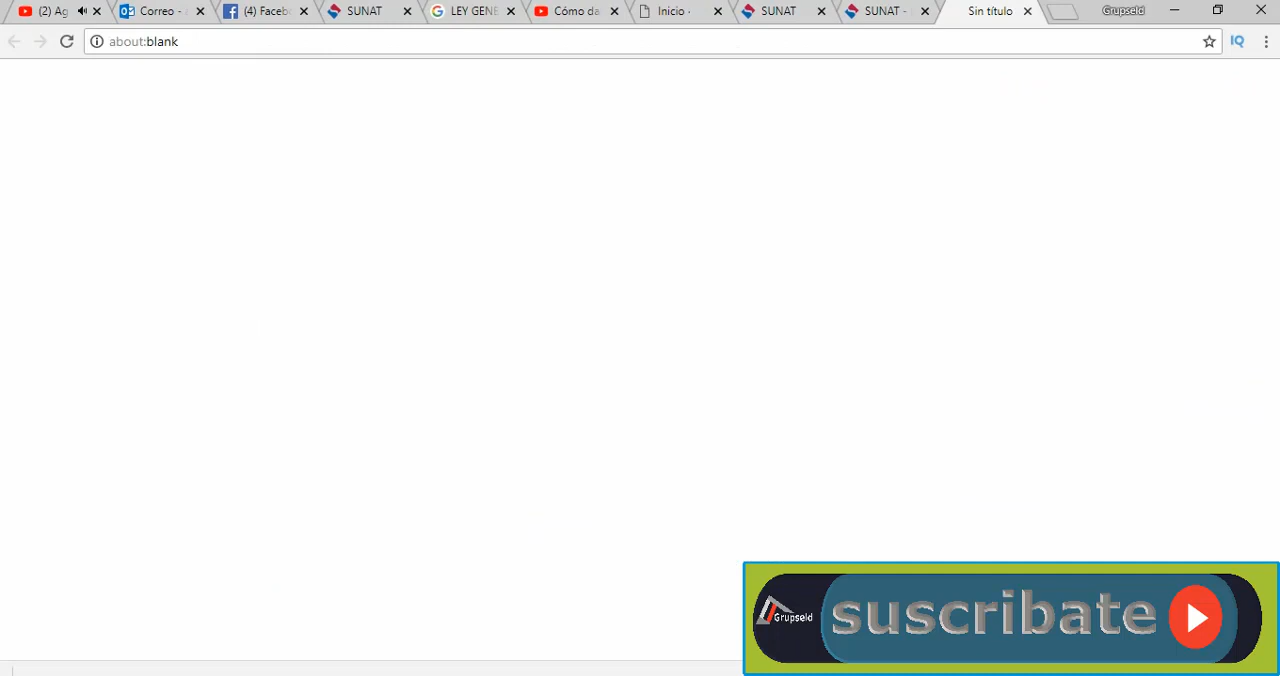 (2) Ag
Correo -
(4) Facebo
SUNAT
LEY GENE
Cómo da
Inicio ·
SUNAT
SUNAT -
Sin título
Grupseld
about:blank
IQ
Grupseld
suscribate